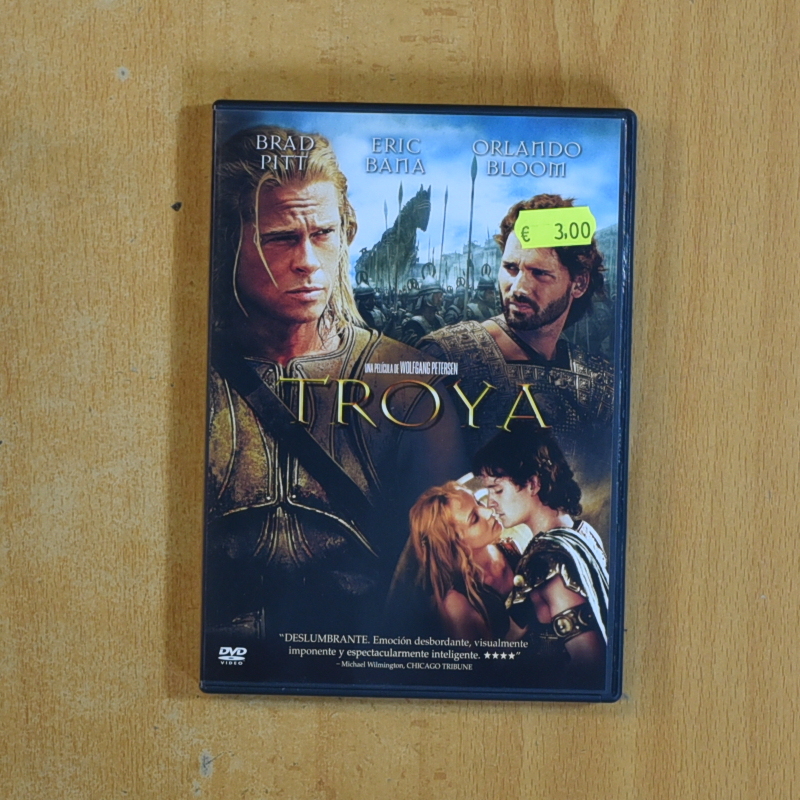 BRAD PITT
ERIC BANA
ORLANDO BLOOM
€ 3,00
UNA PELÍCULA DE WOLFGANG PETERSEN
TROYA
"DESLUMBRANTE. Emoción desbordante, visualmente
imponente y espectacularmente inteligente. ★★★★"
~ Michael Wilmington, CHICAGO TRIBUNE
DVD
VIDEO